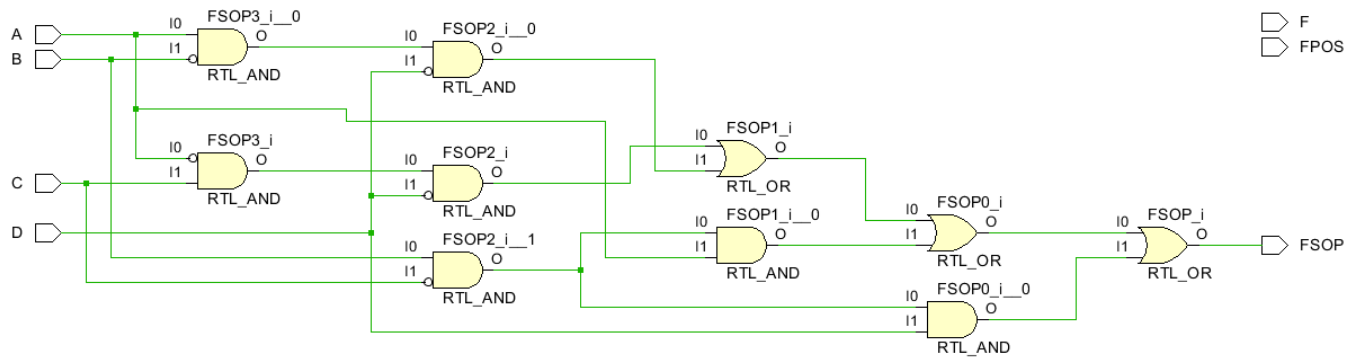 FSOP3_i__0
I0
O
I1
RTL_AND
A
B
FSOP2_i__0
I0
O
I1
RTL_AND
F
FPOS
FSOP3_i
I0
O
I1
RTL_AND
C
D
FSOP2_i
I0
O
I1
RTL_AND
FSOP2_i__1
I0
O
I1
RTL_AND
FSOP1_i
I0
O
I1
RTL_OR
FSOP1_i__0
I0
O
I1
RTL_AND
FSOP0_i
I0
O
I1
RTL_OR
FSOP0_i__0
I0
O
I1
RTL_AND
FSOP_i
I0
O
I1
RTL_OR
FSOP